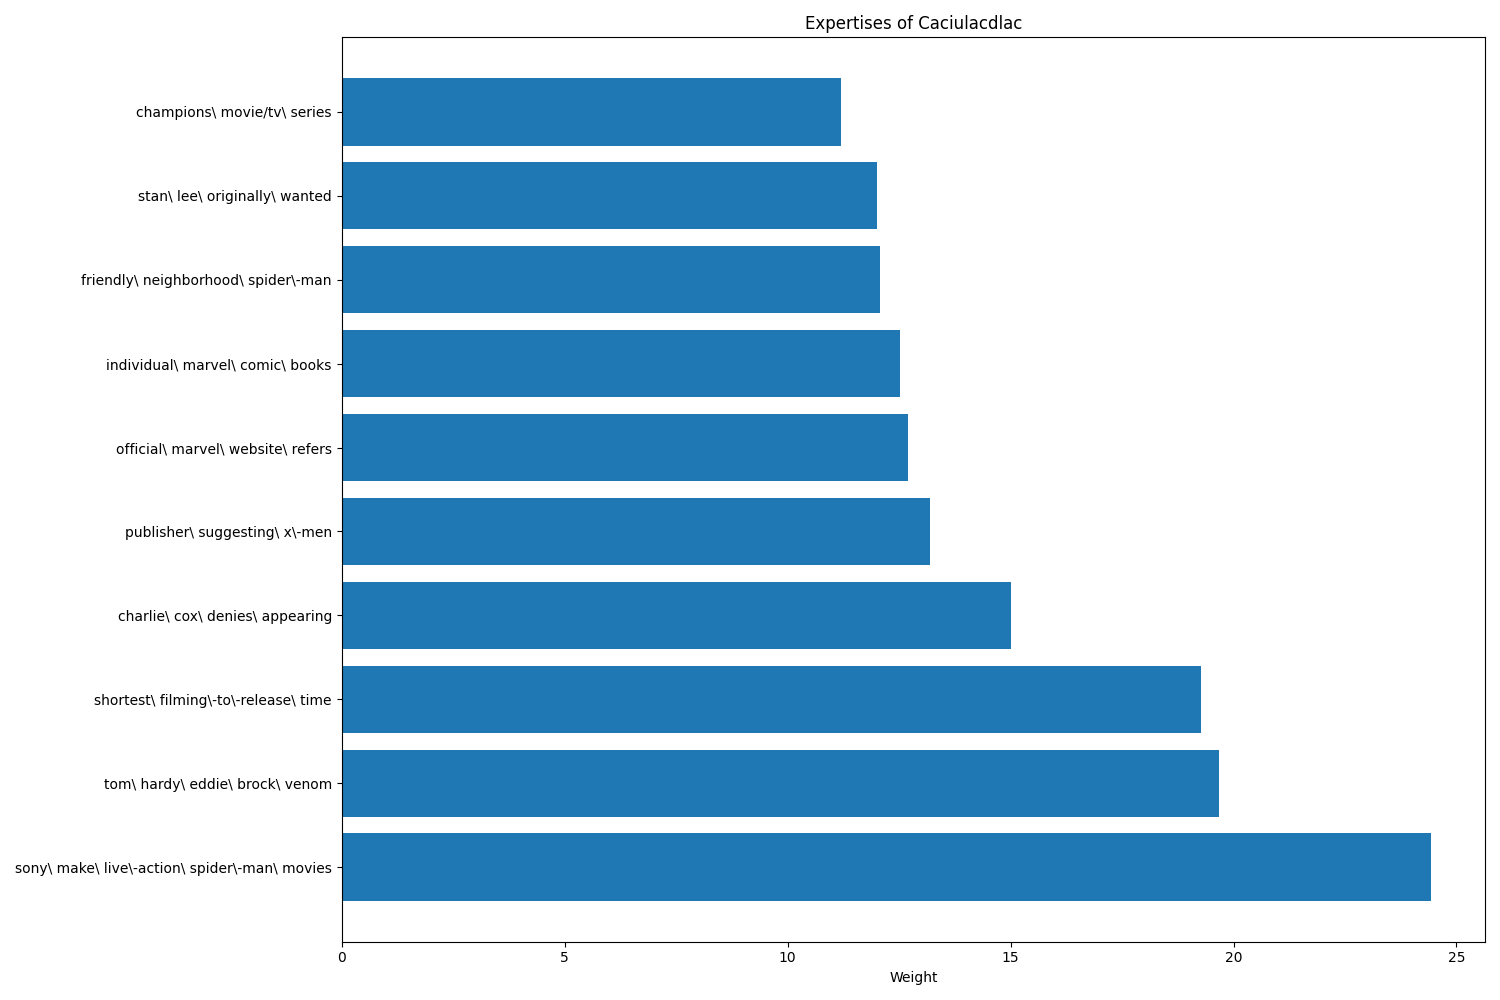 Expertises of Caciulacdlac
champions\ movie/tv\ series
stan\ lee\ originally\ wanted
friendly\ neighborhood\ spider\-man
individual\ marvel\ comic\ books
official\ marvel\ website\ refers
publisher\ suggesting\ x\-men
charlie\ cox\ denies\ appearing
shortest\ filming\-to\-release\ time
tom\ hardy\ eddie\ brock\ venom
sony\ make\ live\-action\ spider\-man\ movies
0 5 10 15 20 25
Weight